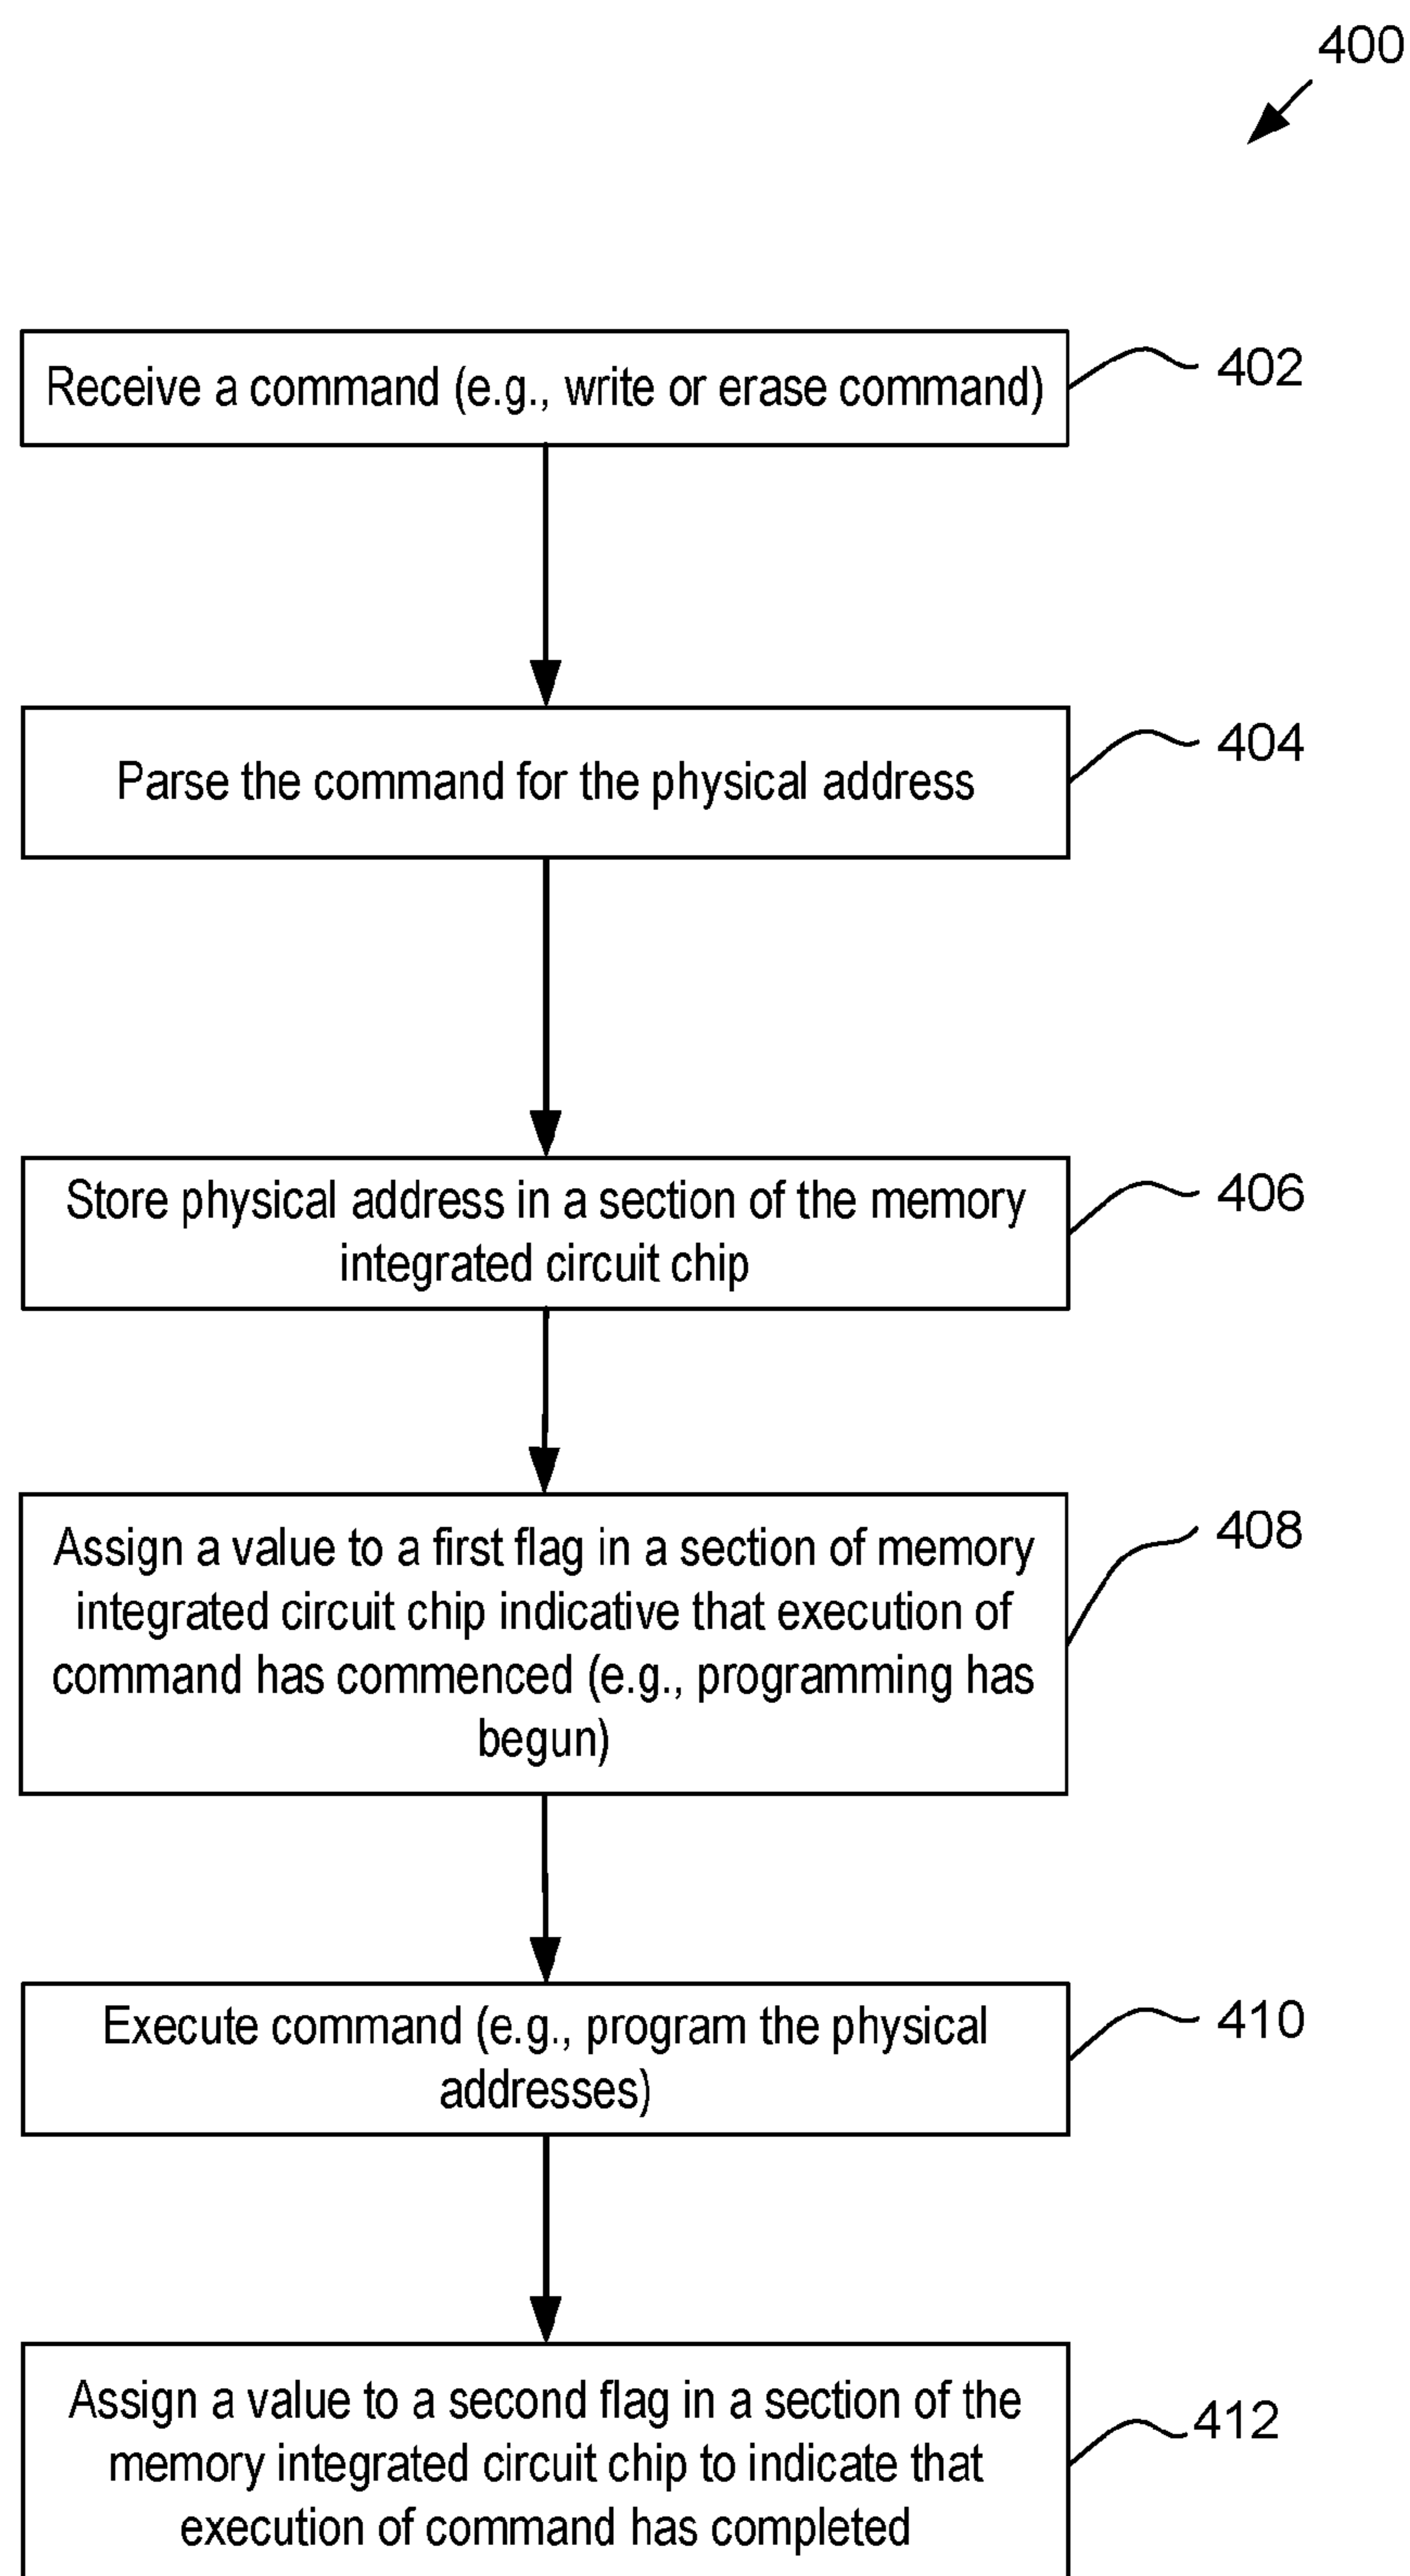 400
Receive a command (e.g., write or erase command)
402
Parse the command for the physical address
404
Store physical address in a section of the memory
integrated circuit chip
406
Assign a value to a first flag in a section of memory
integrated circuit chip indicative that execution of
command has commenced (e.g., programming has
begun)
408
Execute command (e.g., program the physical
addresses)
410
Assign a value to a second flag in a section of the
memory integrated circuit chip to indicate that
execution of command has completed
412